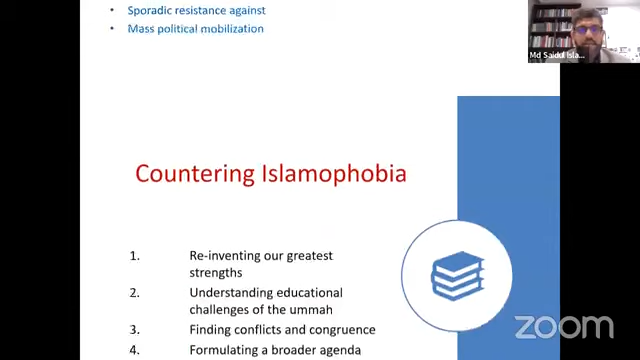 • Sporadic resistance against
• Mass political mobilization
Md Saidul Isla...
Countering Islamophobia
1. Re-inventing our greatest
strengths
2. Understanding educational
challenges of the ummah
3. Finding conflicts and congruence
4. Formulating a broader agenda
zoom